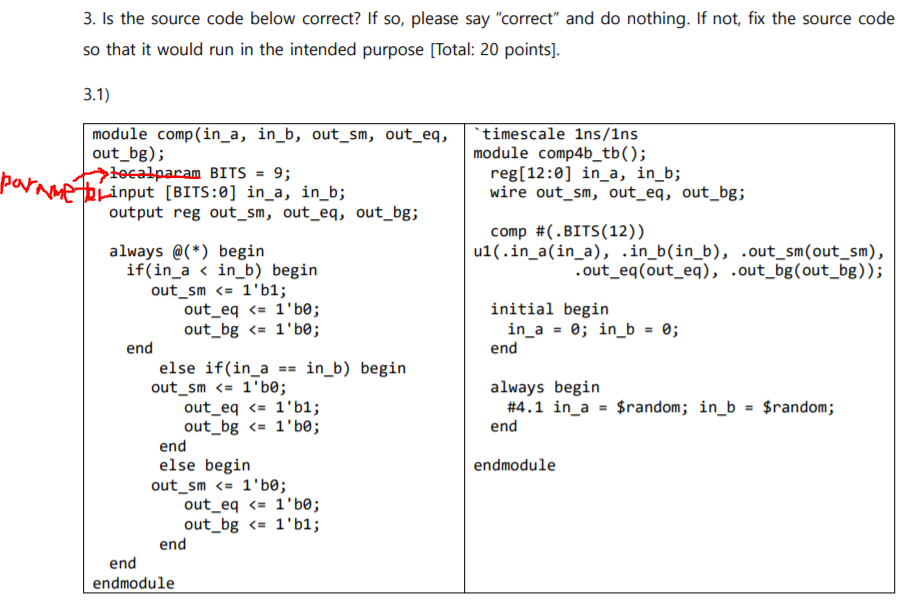 3. Is the source code below correct? If so, please say "correct" and do nothing. If not, fix the source code
so that it would run in the intended purpose [Total: 20 points].
3.1)
module comp(in_a, in_b, out_sm, out_eq,
out_bg);
localparam BITS = 9;
parameter
input [BITS:0] in_a, in_b;
output reg out_sm, out_eq, out_bg;
always @(*) begin
if(in_a < in_b) begin
out_sm <= 1'b1;
out_eq <= 1'b0;
out_bg <= 1'b0;
end
else if(in_a == in_b) begin
out_sm <= 1'b0;
out_eq <= 1'b1;
out_bg <= 1'b0;
end
else begin
out_sm <= 1'b0;
out_eq <= 1'b0;
out_bg <= 1'b1;
end
end
endmodule
`timescale 1ns/1ns
module comp4b_tb();
reg[12:0] in_a, in_b;
wire out_sm, out_eq, out_bg;
comp #(.BITS(12))
u1(.in_a(in_a), .in_b(in_b), .out_sm(out_sm),
.out_eq(out_eq), .out_bg(out_bg));
initial begin
in_a = 0; in_b = 0;
end
always begin
#4.1 in_a = $random; in_b = $random;
end
endmodule